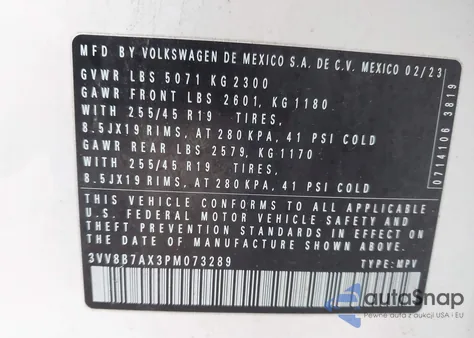 MFD BY VOLKSWAGEN DE MEXICO S.A. DE C.V. MEXICO 02/23
GVWR LBS 5071 KG 2300
GAWR FRONT LBS 2601, KG 1180
WITH 255/45 R19 TIRES,
8.5JX19 RIMS, AT 280 KPA, 41 PSI COLD
GAWR REAR LBS 2579, KG 1170
WITH 255/45 R19 TIRES,
8.5JX19 RIMS, AT 280 KPA, 41 PSI COLD
THIS VEHICLE CONFORMS TO ALL APPLICABLE
U.S. FEDERAL MOTOR VEHICLE SAFETY AND
THEFT PREVENTION STANDARDS IN EFFECT ON
THE DATE OF MANUFACTURE SHOWN ABOVE
3VV8B7AX3PM073289 TYPE: MPV
0714106 3819
autoSnap
Pewne auta z USA i EU